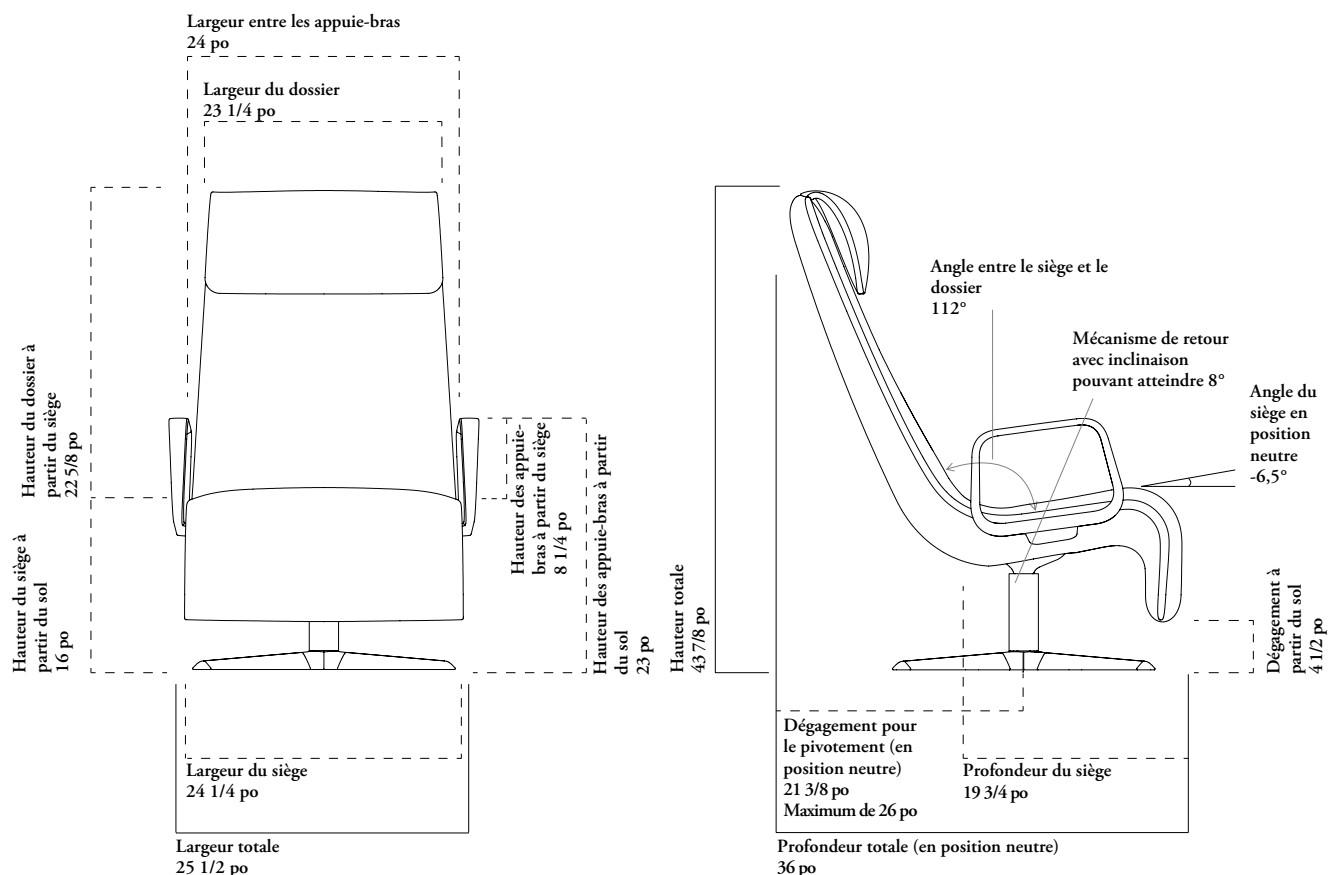 Largeur entre les appuie-bras
24 po
Largeur du dossier
23 1/4 po
Hauteur du dossier à
partir du siège
22 5/8 po
Hauteur du siège à
partir du sol
16 po
Hauteur des appuie-
bras à partir du siège
8 1/4 po
Hauteur des appuie-bras à partir
du sol
23 po
Largeur du siège
24 1/4 po
Largeur totale
25 1/2 po
Hauteur totale
43 7/8 po
Angle entre le siège et le
dossier
112°
Mécanisme de retour
avec inclinaison
pouvant atteindre 8°
Angle du
siège en
position
neutre
-6,5°
Dégagement à
partir du sol
4 1/2 po
Dégagement pour
le pivotement (en
position neutre)
21 3/8 po
Maximum de 26 po
Profondeur du siège
19 3/4 po
Profondeur totale (en position neutre)
36 po